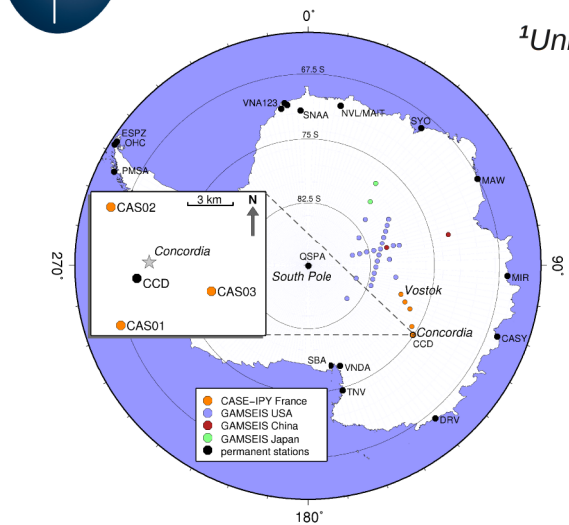 ¹Uni
0°
67.5 S
VNA123
SNAA
NVL/MAIT
SYO
ESPZ
OHC
75 S
PMSA
MAW
82.5 S
3 km
N
CAS02
Concordia
CCD
CAS03
CAS01
270°
QSPA
South Pole
90°
MIR
Vostok
Concordia
CCD
CASY
SBA
VNDA
TNV
DRV
CASE-IPY France
GAMSEIS USA
GAMSEIS China
GAMSEIS Japan
permanent stations
180°